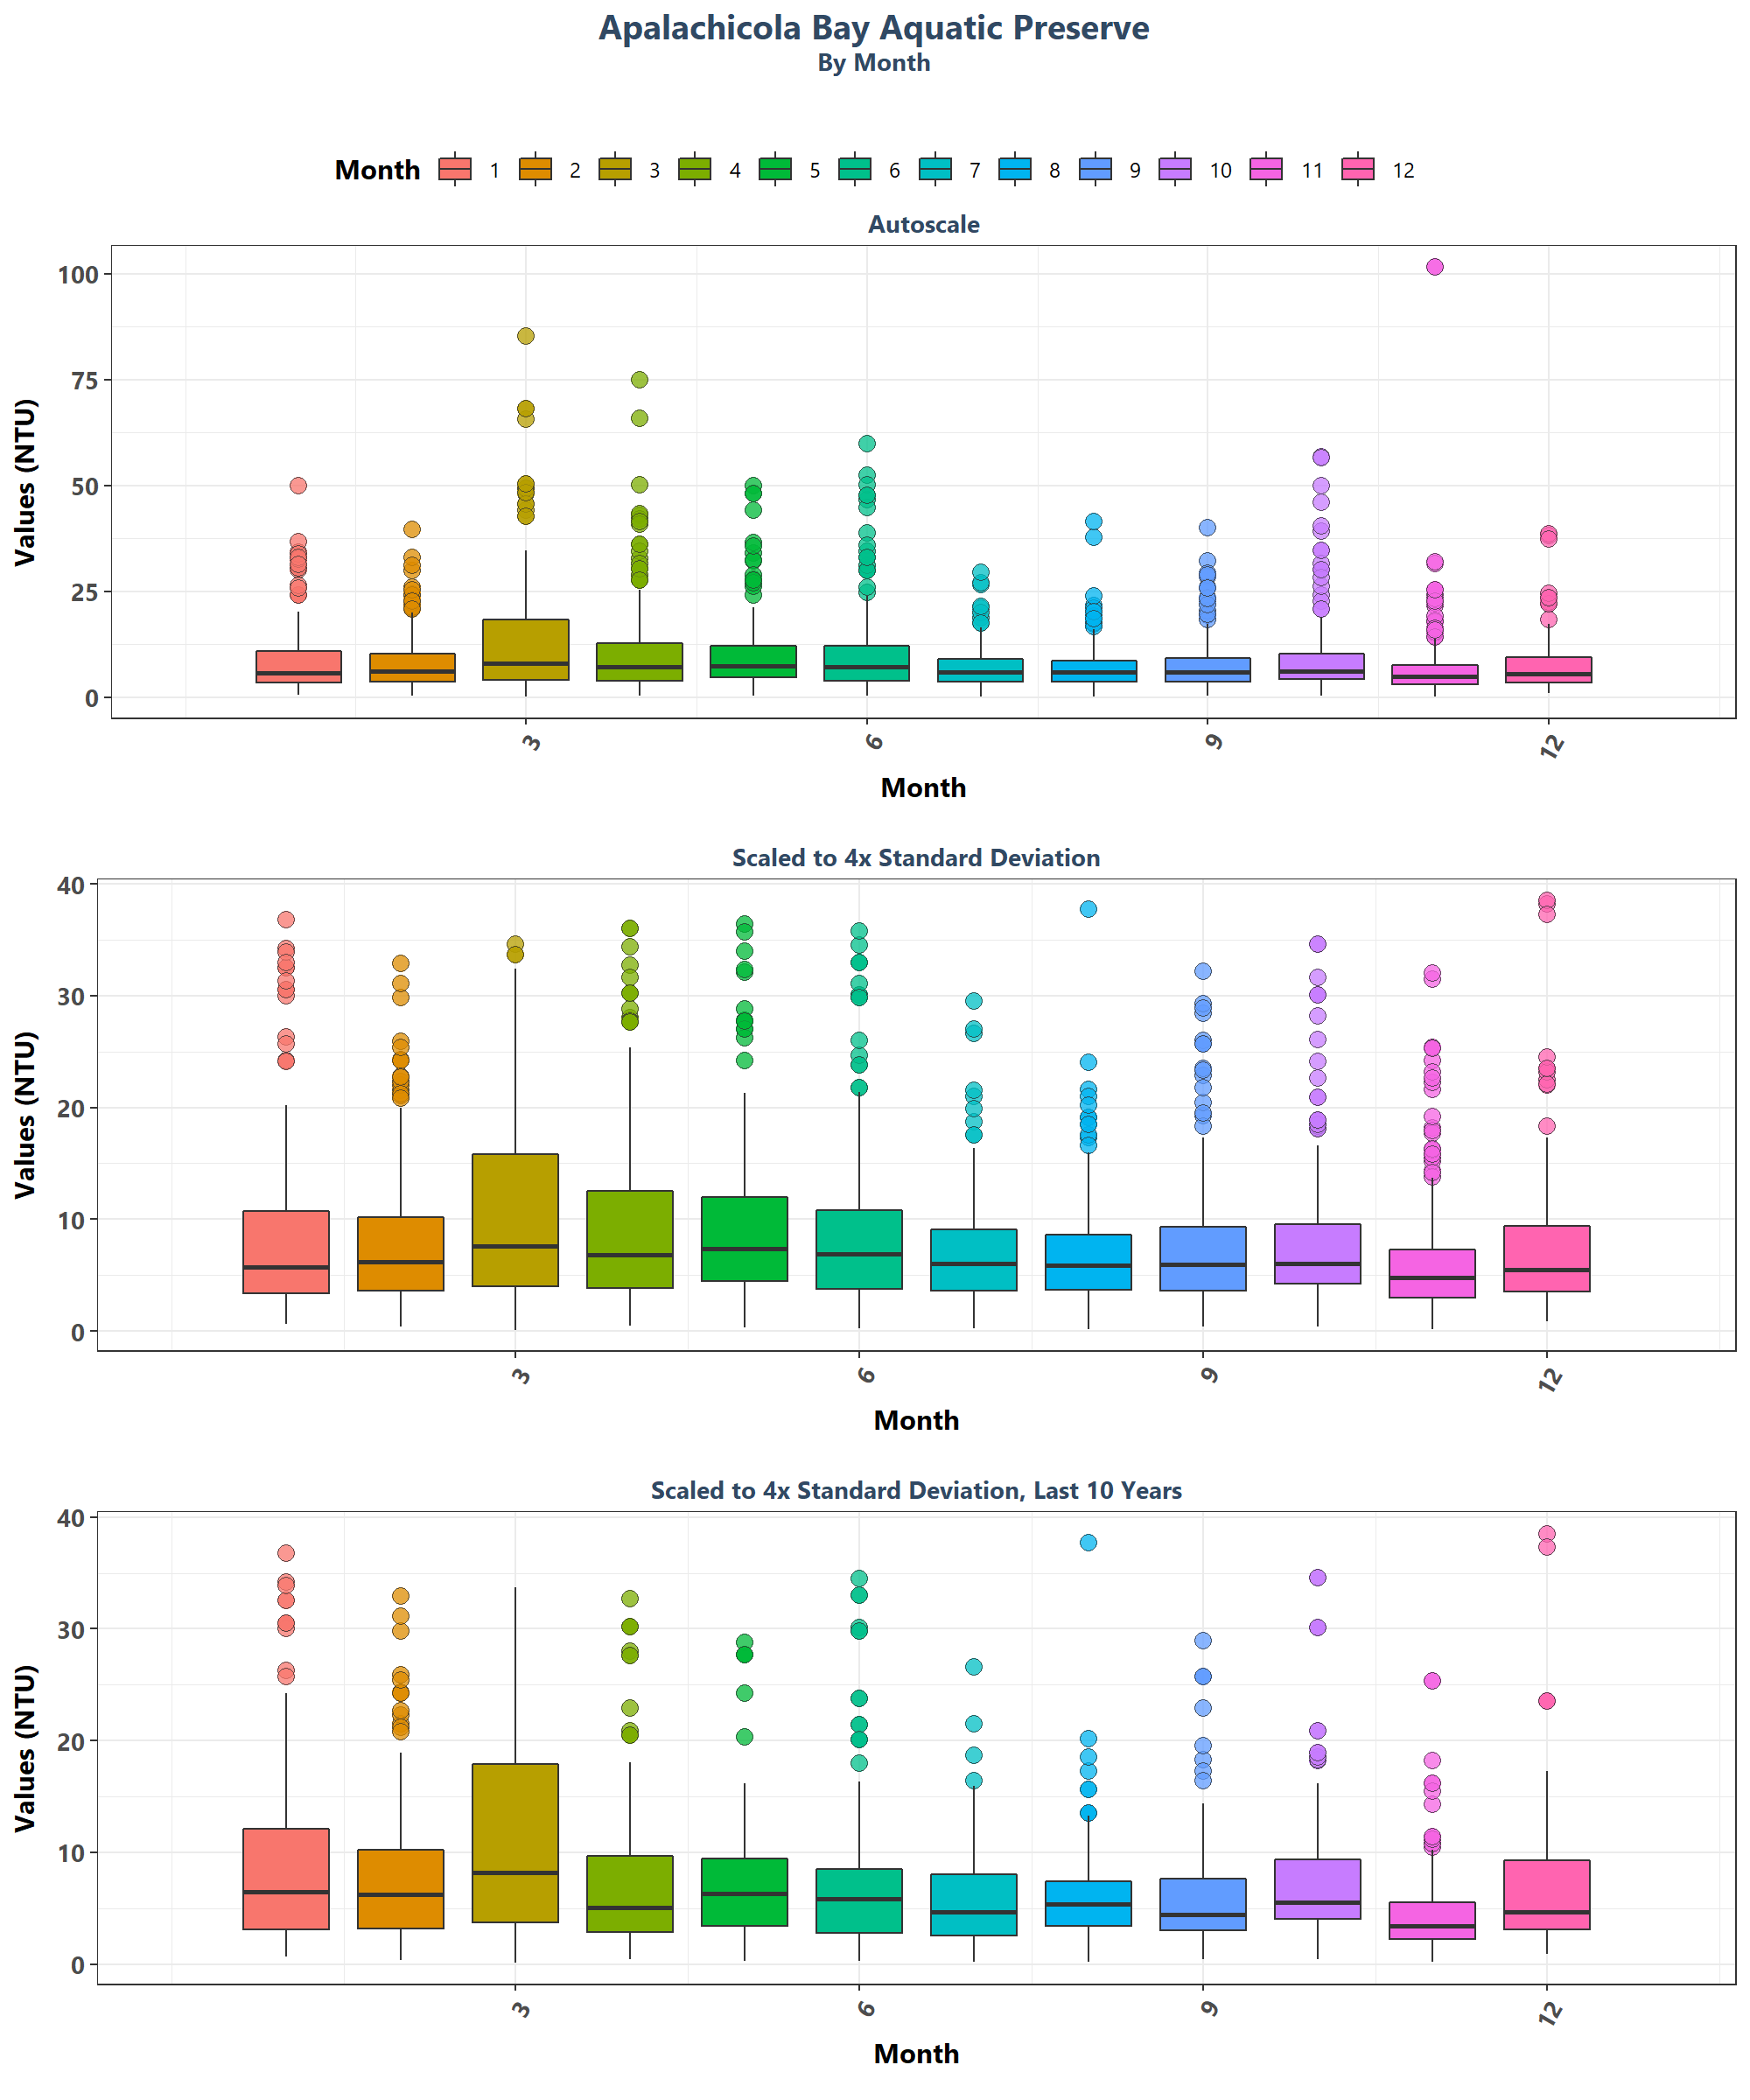 Apalachicola Bay Aquatic Preserve
By Month
Month 1 2 3 4 5 6 7 8 9 10 11 12
Autoscale
Values (NTU)
100
75
50
25
0
3 6 9 12
Month
Scaled to 4x Standard Deviation
Values (NTU)
40
30
20
10
0
3 6 9 12
Month
Scaled to 4x Standard Deviation, Last 10 Years
Values (NTU)
40
30
20
10
0
3 6 9 12
Month